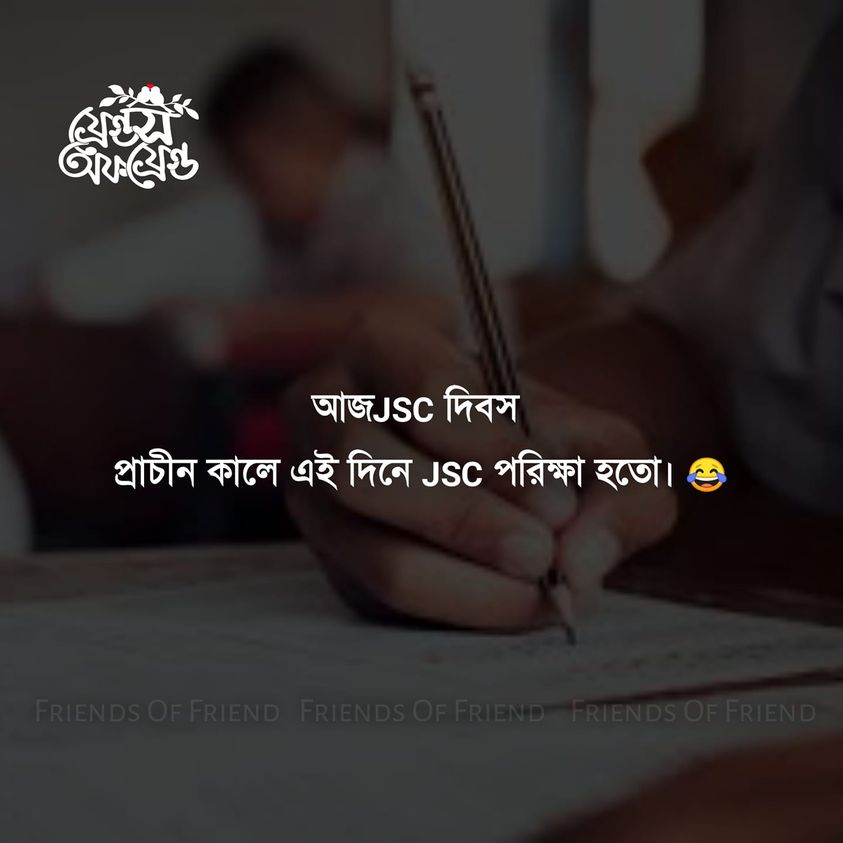 ফ্রেন্ডস
অফ ফ্রেন্ড
আজJSC দিবস
প্রাচীন কালে এই দিনে JSC পরিক্ষা হতো। 😂
FRIENDS OF FRIEND FRIENDS OF FRIEND FRIENDS OF FRIEND